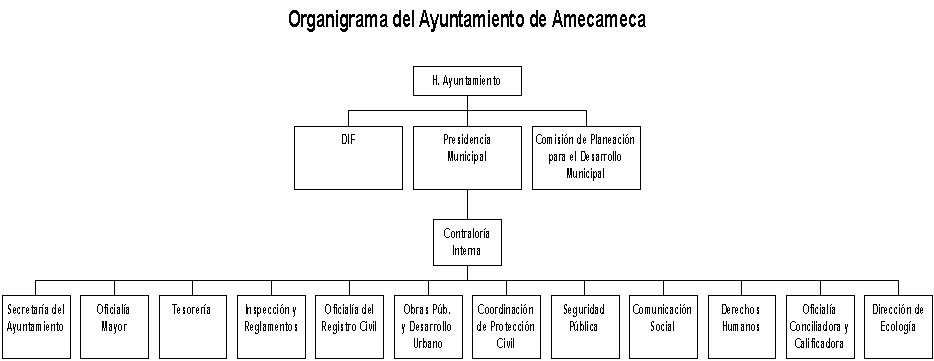 Organigrama del Ayuntamiento de Amecameca
H. Ayuntamiento
DIF
Presidencia
Municipal
Comisión de Planeación
para el Desarrollo
Municipal
Contraloría
Interna
Secretaría del
Ayuntamiento
Oficialía
Mayor
Tesorería
Inspección y
Reglamentos
Oficialía del
Registro Civil
Obras Púb.
y Desarrollo
Urbano
Coordinación
de Protección
Civil
Seguridad
Pública
Comunicación
Social
Derechos
Humanos
Oficialía
Conciliadora y
Calificadora
Dirección de
Ecología